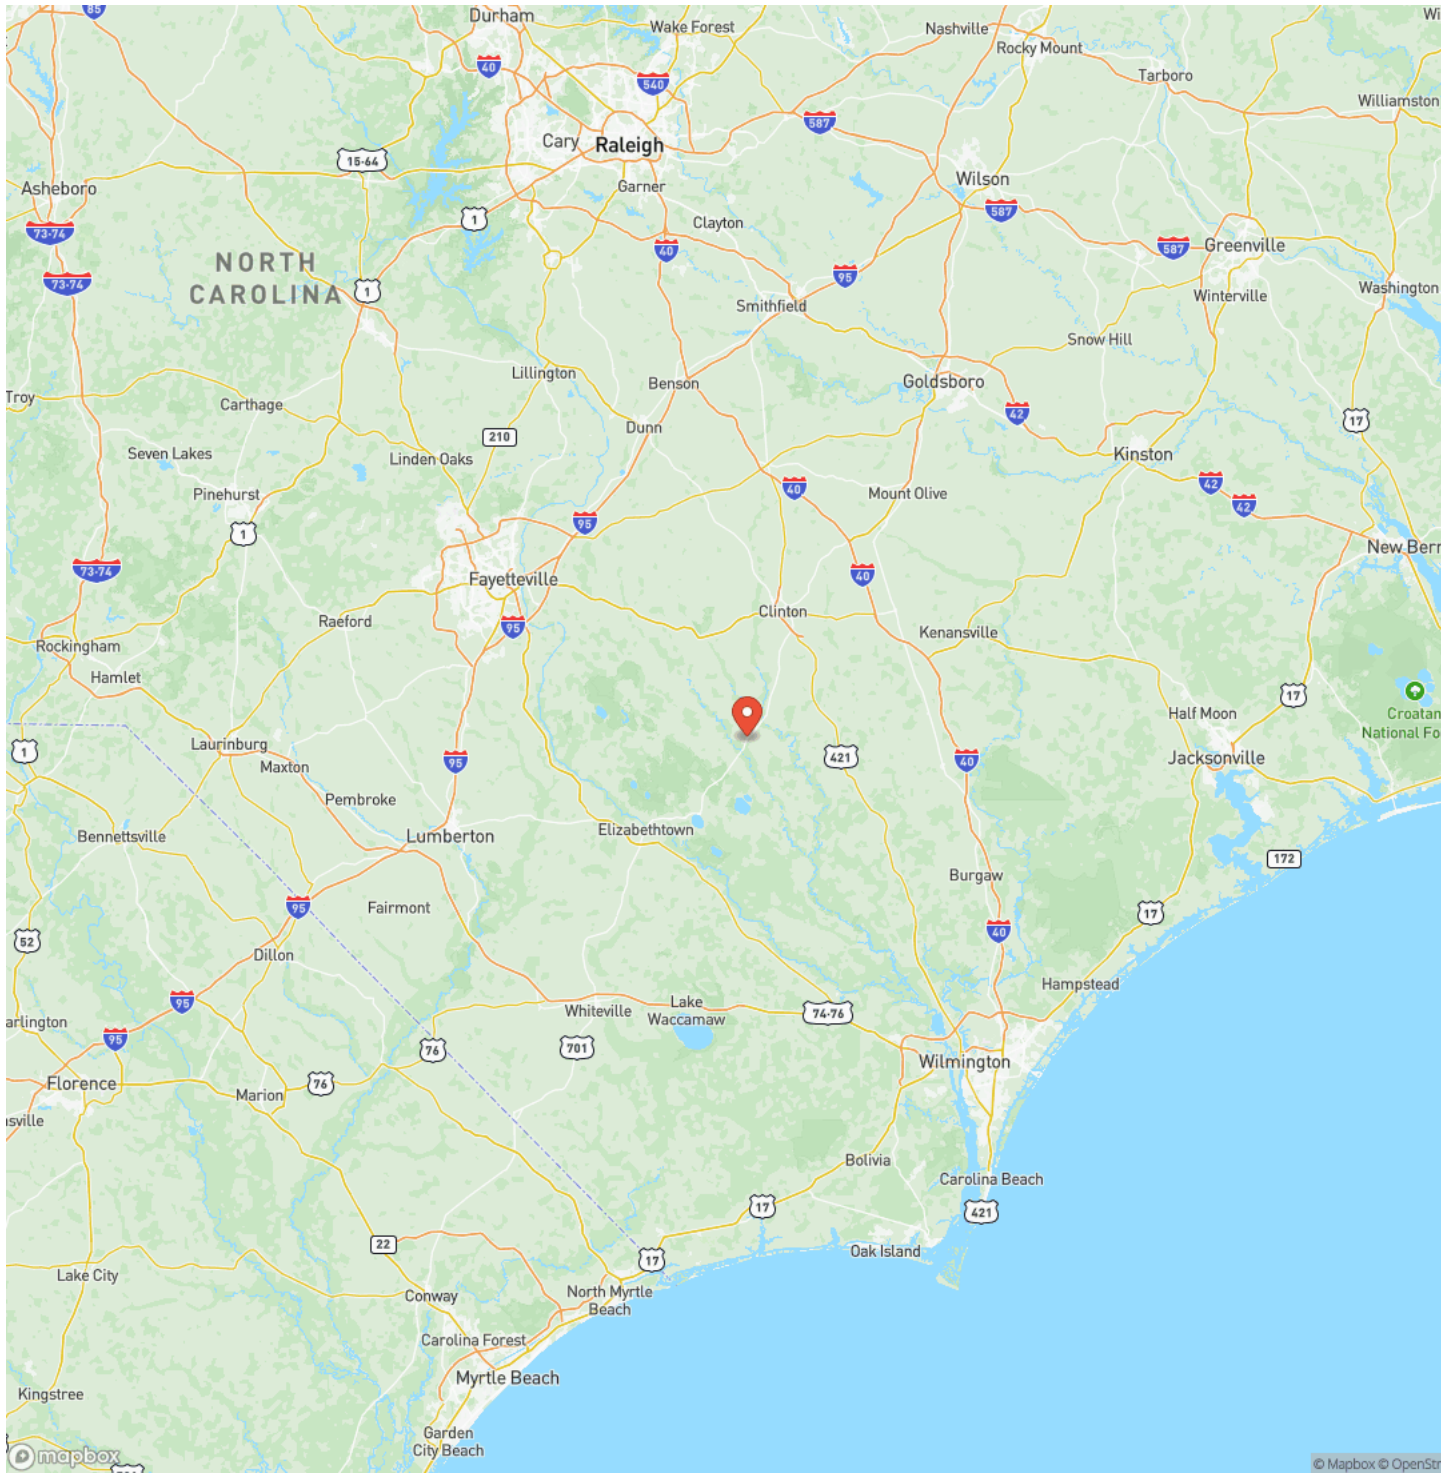 85
Durham
Wake Forest
Nashville
Wi
Rocky Mount
40
540
Tarboro
Williamston
587
15-64
Cary
Raleigh
Asheboro
Garner
Wilson
587
1
Clayton
73-74
40
587
Greenville
NORTH
CAROLINA
73-74
1
95
Smithfield
Winterville
Washington
Snow Hill
Lillington
Benson
Goldsboro
Troy
Carthage
42
17
Dunn
210
Seven Lakes
Linden Oaks
Kinston
Pinehurst
40
Mount Olive
42
42
1
95
New Bern
73-74
Fayetteville
40
Clinton
Raeford
95
Kenansville
Rockingham
Hamlet
17
Half Moon
Croatan
National Fo
Laurinburg
1
Maxton
95
421
40
Jacksonville
Pembroke
Bennettsville
Lumberton
Elizabethtown
172
Burgaw
95
Fairmont
17
52
40
Dillon
Hampstead
95
Whiteville
Lake
Waccamaw
74-76
arlington
95
76
701
Wilmington
Florence
76
Marion
sville
Bolivia
Carolina Beach
17
421
22
17
Oak Island
Lake City
Conway
North Myrtle
Beach
Carolina Forest
Myrtle Beach
Kingstree
Garden
City Beach
mapbox
© Mapbox © OpenStr